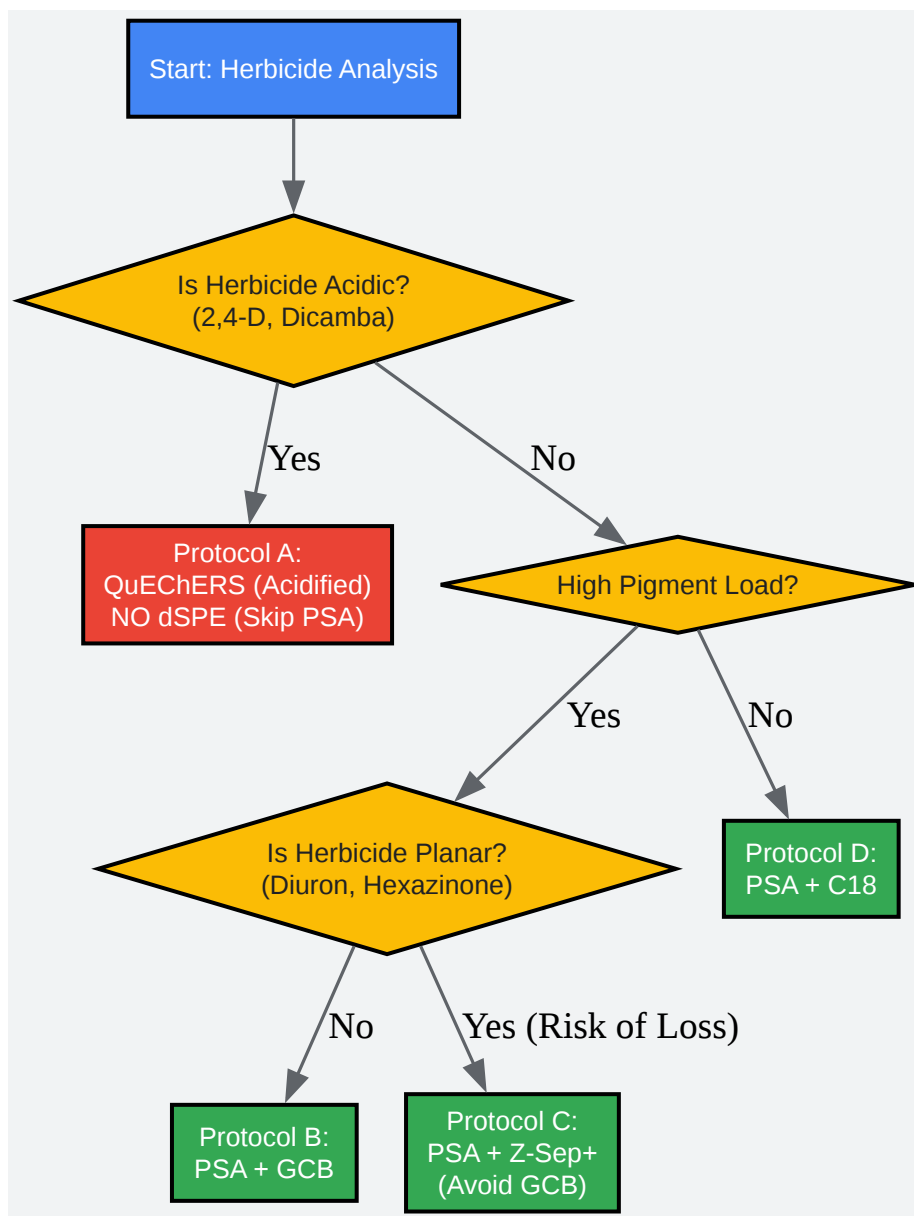 Start: Herbicide Analysis
Is Herbicide Acidic?
(2,4-D, Dicamba)
Yes
No
Protocol A:
QuEChERS (Acidified)
NO dSPE (Skip PSA)
High Pigment Load?
Yes
No
Is Herbicide Planar?
(Diuron, Hexazinone)
Protocol D:
PSA + C18
No
Yes (Risk of Loss)
Protocol B:
PSA + GCB
Protocol C:
PSA + Z-Sep+
(Avoid GCB)